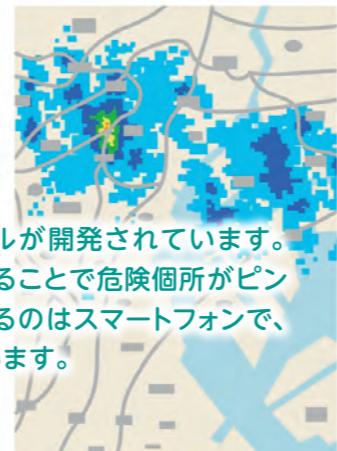 ルが開発されています。
ることで危険個所がピン
るのはスマートフォンで、
います。